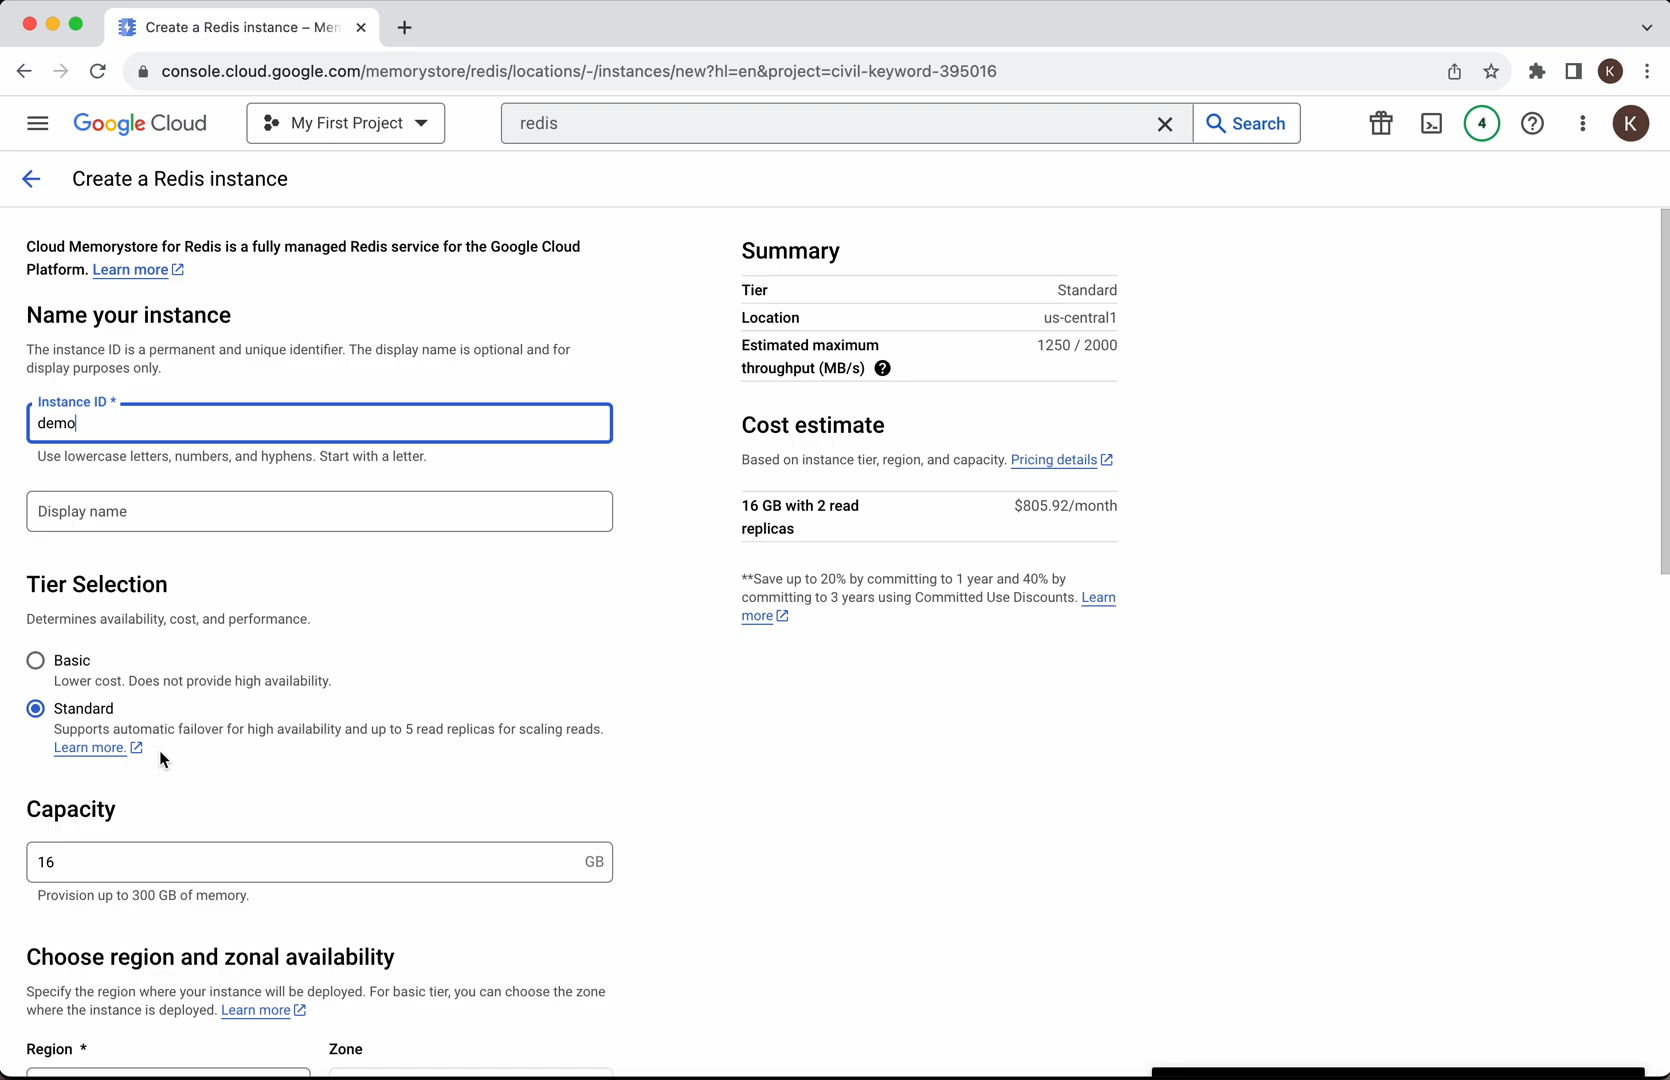 Create a Redis instance – Mem
console.cloud.google.com/memorystore/redis/locations/-/instances/new?hl=en&project=civil-keyword-395016
K
Google Cloud
My First Project
redis
Search
4
K
Create a Redis instance
Cloud Memorystore for Redis is a fully managed Redis service for the Google Cloud
Platform. Learn more
Name your instance
The instance ID is a permanent and unique identifier. The display name is optional and for
display purposes only.
Instance ID *
demo
Use lowercase letters, numbers, and hyphens. Start with a letter.
Display name
Tier Selection
Determines availability, cost, and performance.
Basic
Lower cost. Does not provide high availability.
Standard
Supports automatic failover for high availability and up to 5 read replicas for scaling reads.
Learn more.
Capacity
16 GB
Provision up to 300 GB of memory.
Choose region and zonal availability
Specify the region where your instance will be deployed. For basic tier, you can choose the zone
where the instance is deployed. Learn more
Region * Zone
Summary
Tier Standard
Location us-central1
Estimated maximum 1250 / 2000
throughput (MB/s)
Cost estimate
Based on instance tier, region, and capacity. Pricing details
16 GB with 2 read $805.92/month
replicas
**Save up to 20% by committing to 1 year and 40% by
committing to 3 years using Committed Use Discounts. Learn
more